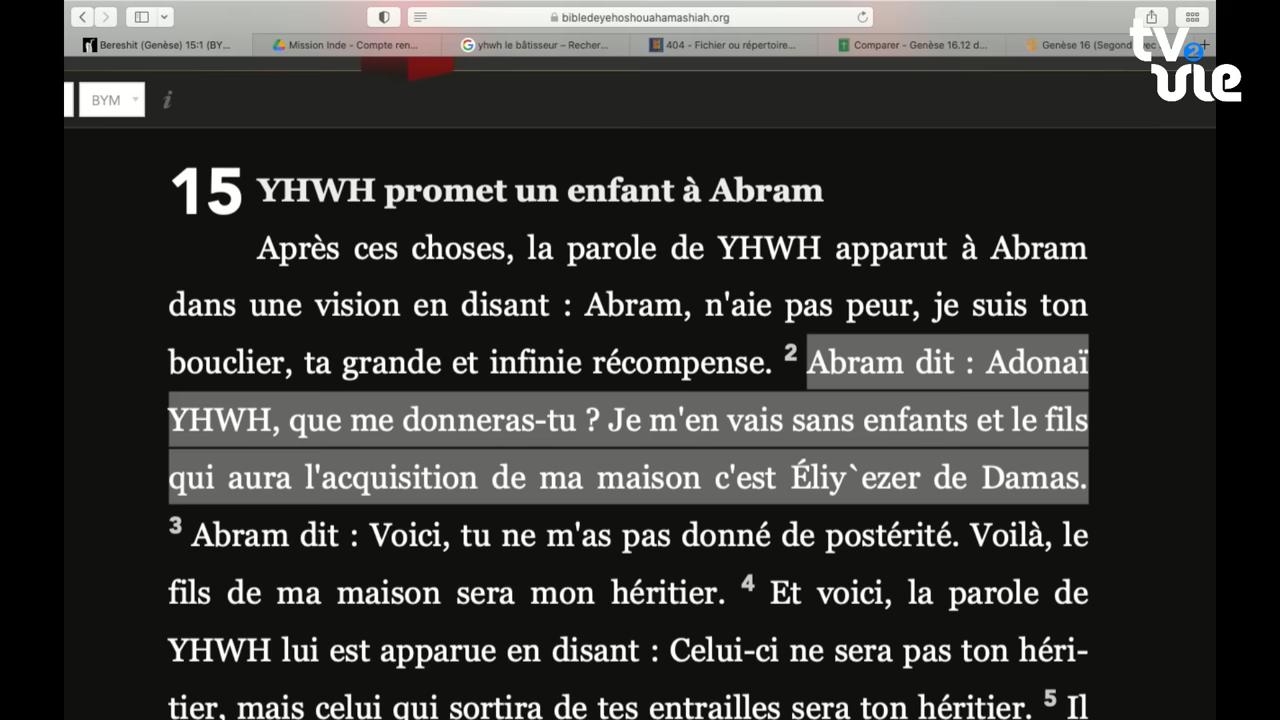 bibledeyehoshouahamashiah.org
Bereshit (Genèse) 15:1 (BY...
Mission Inde - Compte ren...
yhwh le bâtisseur – Recher...
404 - Fichier ou répertoire...
Comparer - Genèse 16.12 d...
Genèse 16 (Segond
tv2vie
BYM
i
15 YHWH promet un enfant à Abram
Après ces choses, la parole de YHWH apparut à Abram
dans une vision en disant : Abram, n'aie pas peur, je suis ton
bouclier, ta grande et infinie récompense. 2 Abram dit : Adonaï
YHWH, que me donneras-tu ? Je m'en vais sans enfants et le fils
qui aura l'acquisition de ma maison c'est Éliy`ezer de Damas.
3 Abram dit : Voici, tu ne m'as pas donné de postérité. Voilà, le
fils de ma maison sera mon héritier. 4 Et voici, la parole de
YHWH lui est apparue en disant : Celui-ci ne sera pas ton héri-
tier, mais celui qui sortira de tes entrailles sera ton héritier. 5 Il